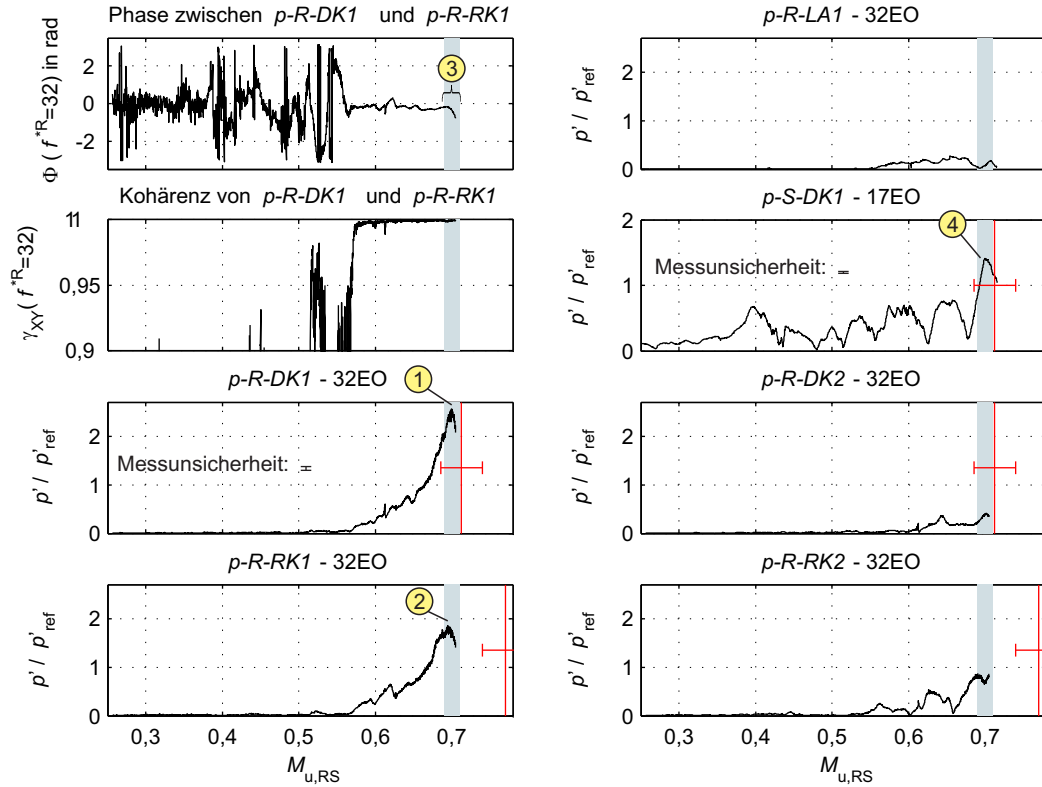 Phase zwischen p-R-DK1 und p-R-RK1
Φ ( f*R=32) in rad
2
0
-2
3
Kohärenz von p-R-DK1 und p-R-RK1
γXY( f*R=32)
11
0,95
0,9
p-R-DK1 - 32EO
1
p' / p'ref
2
1
0
Messunsicherheit:
p-R-RK1 - 32EO
2
p' / p'ref
2
1
0
0,3 0,4 0,5 0,6 0,7
Mu,RS
p-R-LA1 - 32EO
p' / p'ref
2
1
0
p-S-DK1 - 17EO
4
p' / p'ref
2
1
0
Messunsicherheit:
p-R-DK2 - 32EO
p' / p'ref
2
1
0
p-R-RK2 - 32EO
p' / p'ref
2
1
0
0,3 0,4 0,5 0,6 0,7
Mu,RS